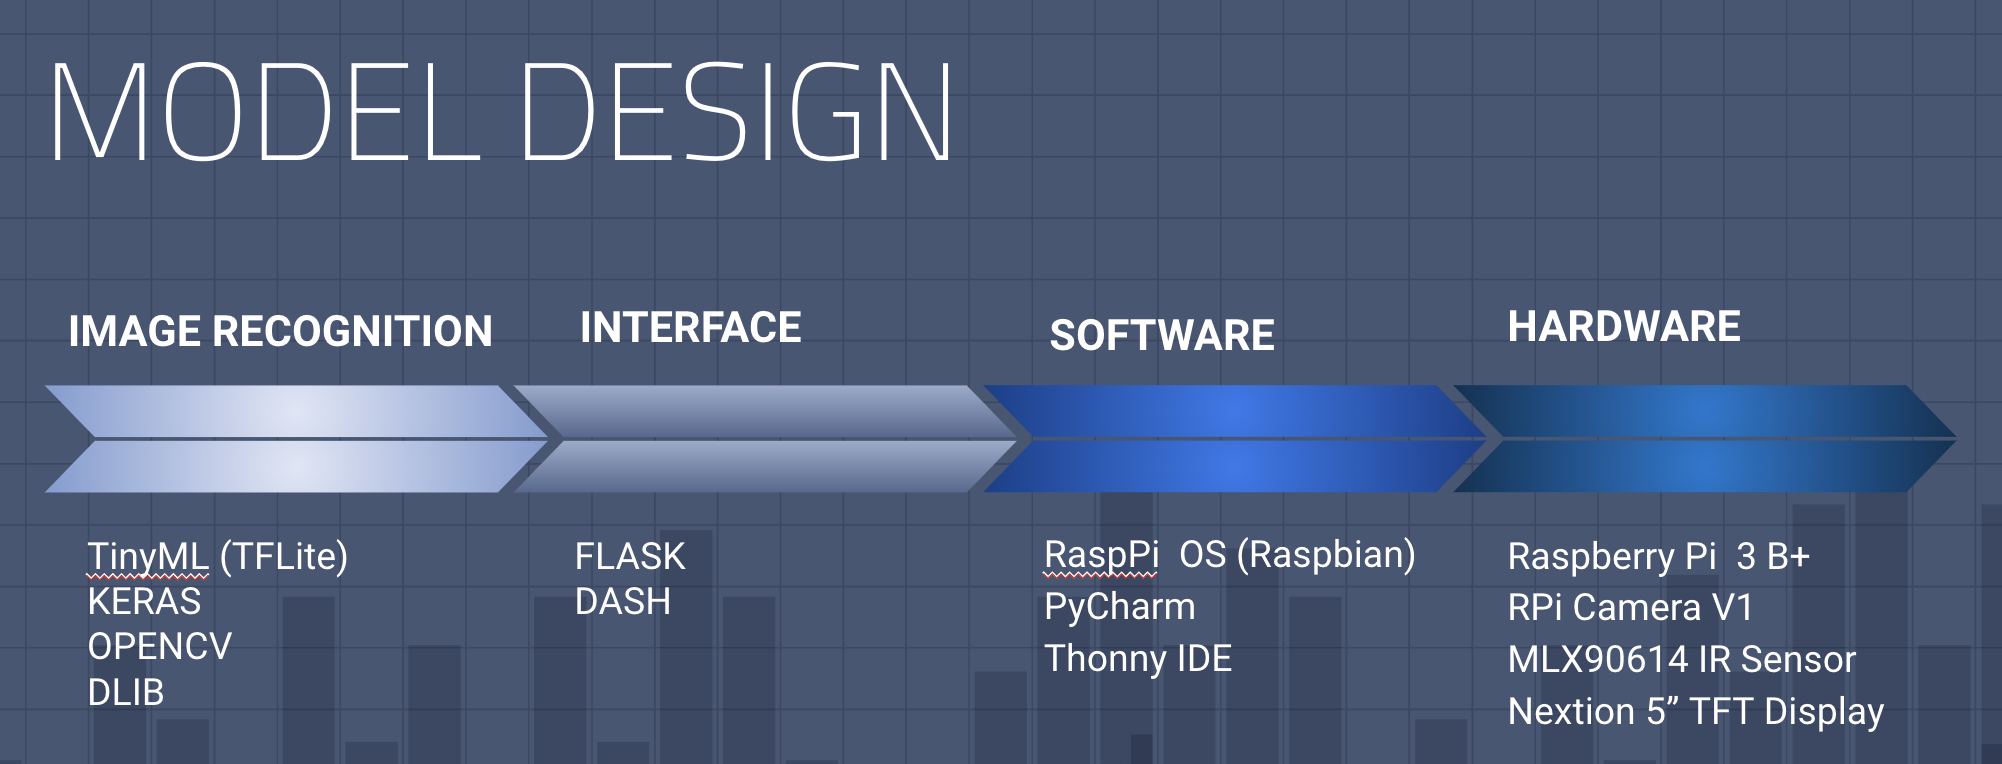 MODEL DESIGN
IMAGE RECOGNITION
TinyML (TFLite)
KERAS
OPENCV
DLIB
INTERFACE
FLASK
DASH
SOFTWARE
RaspPi  OS (Raspbian)
PyCharm
Thonny IDE
HARDWARE
Raspberry Pi  3 B+
RPi Camera V1
MLX90614 IR Sensor
Nextion 5” TFT Display